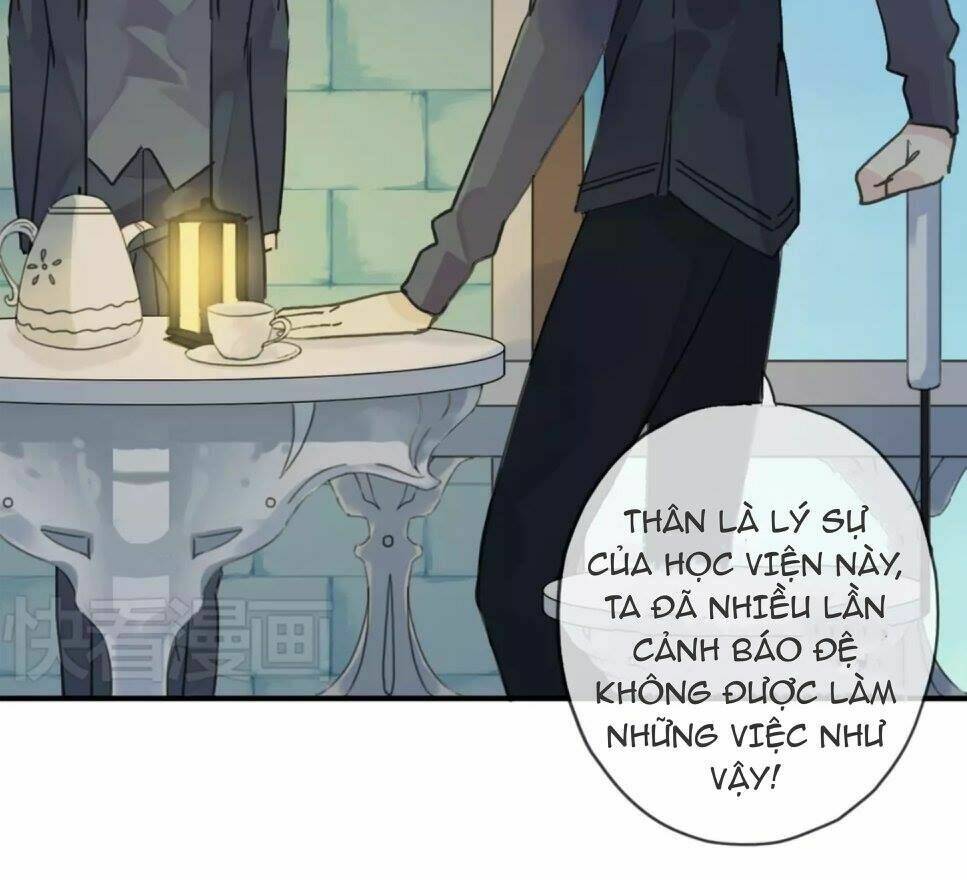 快看漫画
THÂN LÀ LÝ SỰ
CỦA HỌC VIỆN NÀY,
TA ĐÃ NHIỀU LẦN
CẢNH BÁO ĐỆ
KHÔNG ĐƯỢC LÀM
NHỮNG VIỆC NHƯ
VẬY!